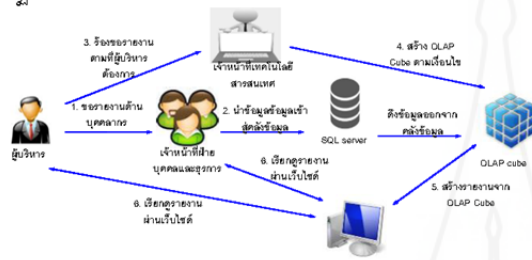 3. ร้องขอรายงาน
ตามที่ผู้บริหาร
ต้องการ
เจ้าหน้าที่เทคโนโลยี
สารสนเทศ
4. สร้าง OLAP
Cube ตามเงื่อนไข
1. ขอรายงานด้าน
บุคคลากร
2. นำข้อมูลข้อมูลเข้า
สู่คลังข้อมูล
ดึงข้อมูลออกจาก
คลังข้อมูล
SQL server
ผู้บริหาร
เจ้าหน้าที่ฝ่าย
บุคคลและธุรการ
OLAP cube
6. เรียกดูรายงาน
ผ่านเว็บไซต์
5. สร้างรายงานจาก
OLAP Cube
6. เรียกดูรายงาน
ผ่านเว็บไซต์